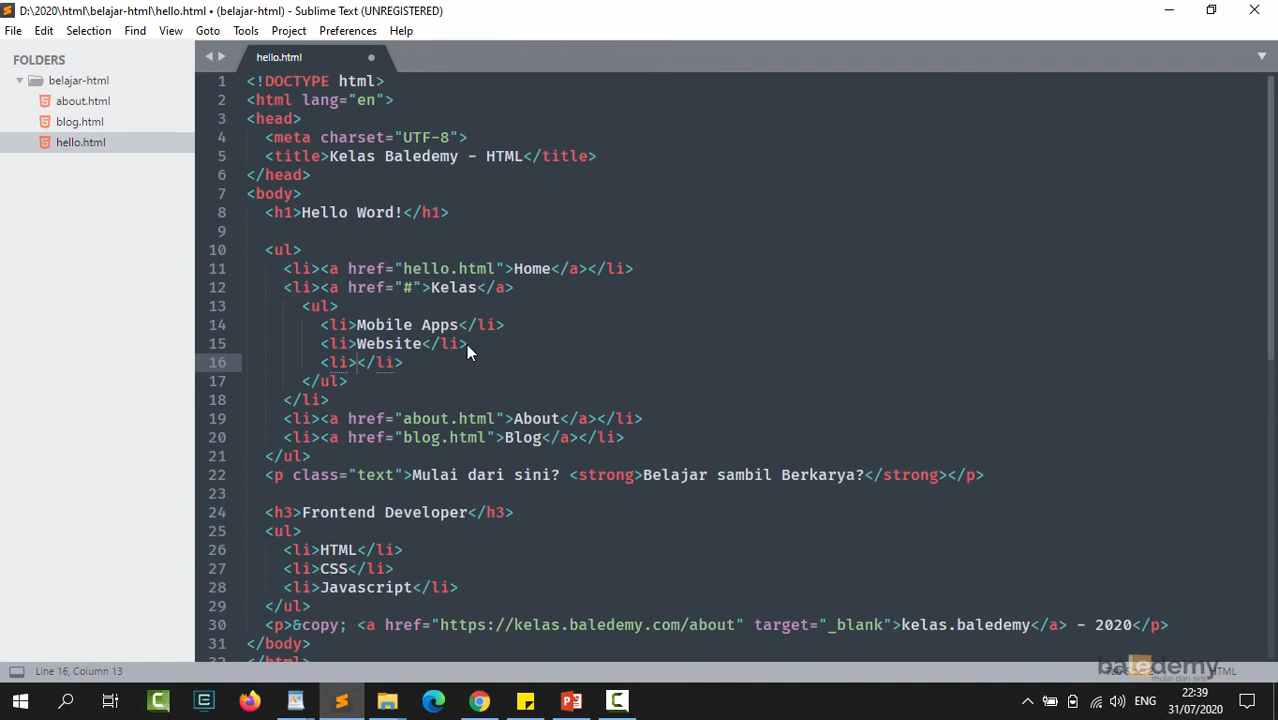 D:\2020\html\belajar-html\hello.html • (belajar-html) - Sublime Text (UNREGISTERED)
File Edit Selection Find View Goto Tools Project Preferences Help
FOLDERS
belajar-html
about.html
blog.html
hello.html
hello.html
1 <!DOCTYPE html>
2 <html lang="en">
3 <head>
4 <meta charset="UTF-8">
5 <title>Kelas Baledemy - HTML</title>
6 </head>
7 <body>
8 <h1>Hello Word!</h1>
9
10 <ul>
11 <li><a href="hello.html">Home</a></li>
12 <li><a href="#">Kelas</a>
13 <ul>
14 <li>Mobile Apps</li>
15 <li>Website</li>
16 <li></li>
17 </ul>
18 </li>
19 <li><a href="about.html">About</a></li>
20 <li><a href="blog.html">Blog</a></li>
21 </ul>
22 <p class="text">Mulai dari sini? <strong>Belajar sambil Berkarya?</strong></p>
23
24 <h3>Frontend Developer</h3>
25 <ul>
26 <li>HTML</li>
27 <li>CSS</li>
28 <li>Javascript</li>
29 </ul>
30 <p>&copy; <a href="https://kelas.baledemy.com/about" target="_blank">kelas.baledemy</a> - 2020</p>
31 </body>
32 </html>
baledemy
mulai dari sini
Line 16, Column 13
HTML
ENG
22:39
31/07/2020